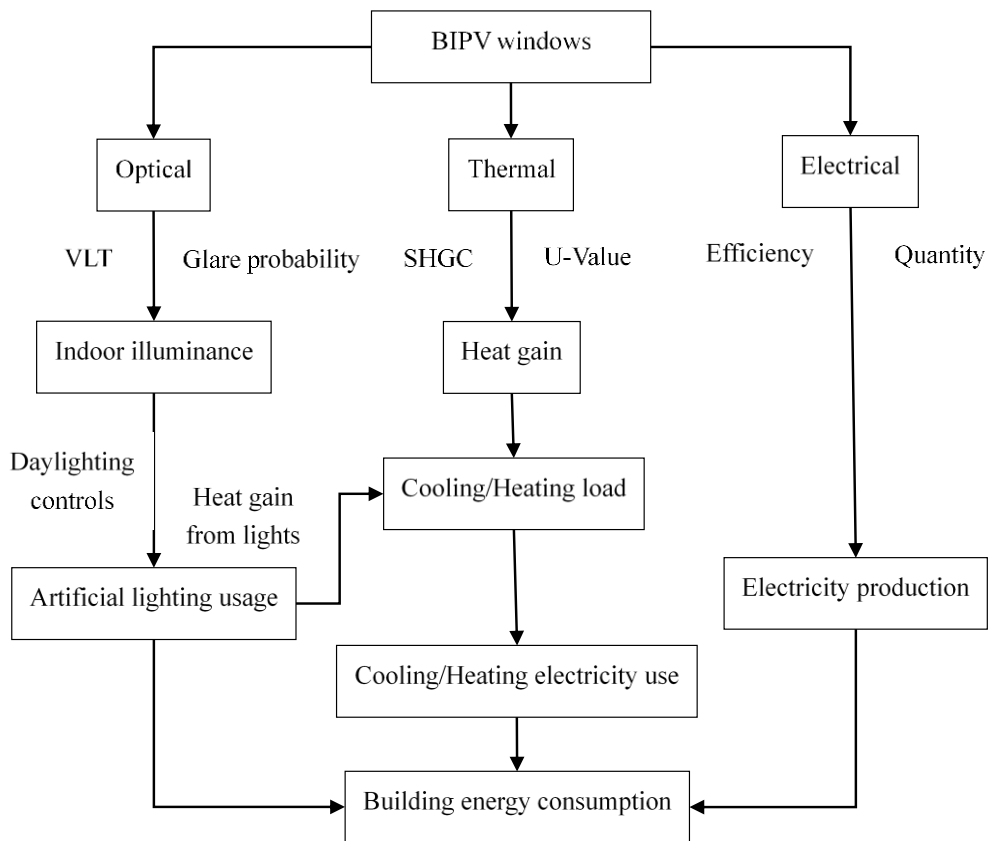 BIPV windows
Optical
Thermal
Electrical
VLT
Glare probability
SHGC
U-Value
Efficiency
Quantity
Indoor illuminance
Heat gain
Daylighting
controls
Heat gain
from lights
Cooling/Heating load
Artificial lighting usage
Electricity production
Cooling/Heating electricity use
Building energy consumption